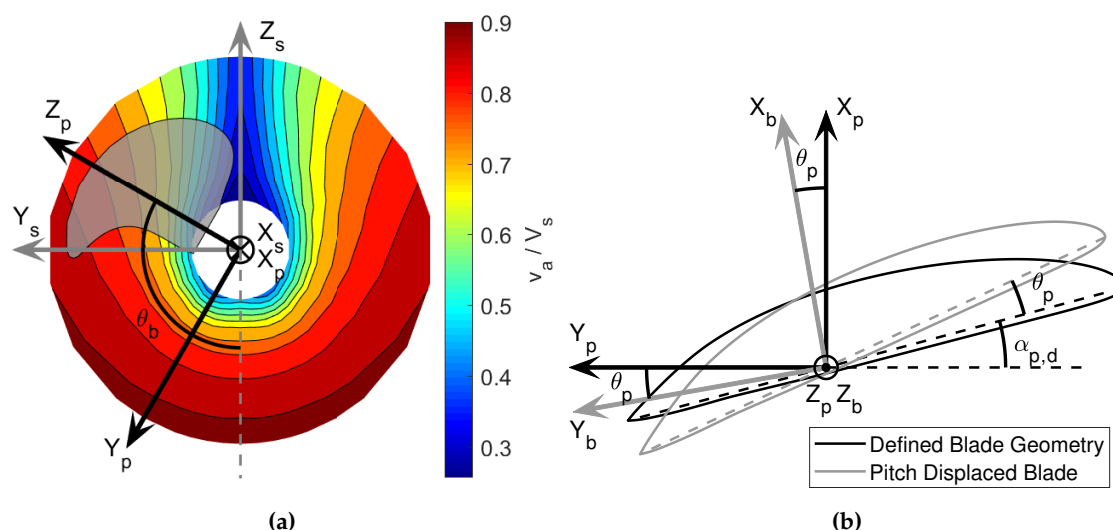 Z_s
Z_p
Y_s
X_s
X_p
θ_b
Y_p
0.9
0.8
0.7
0.6
0.5
0.4
0.3
v_a / V_s
(a)
X_b
X_p
θ_p
θ_p
Y_p
α_p,d
θ_p
Z_p Z_b
Y_b
Defined Blade Geometry
Pitch Displaced Blade
(b)